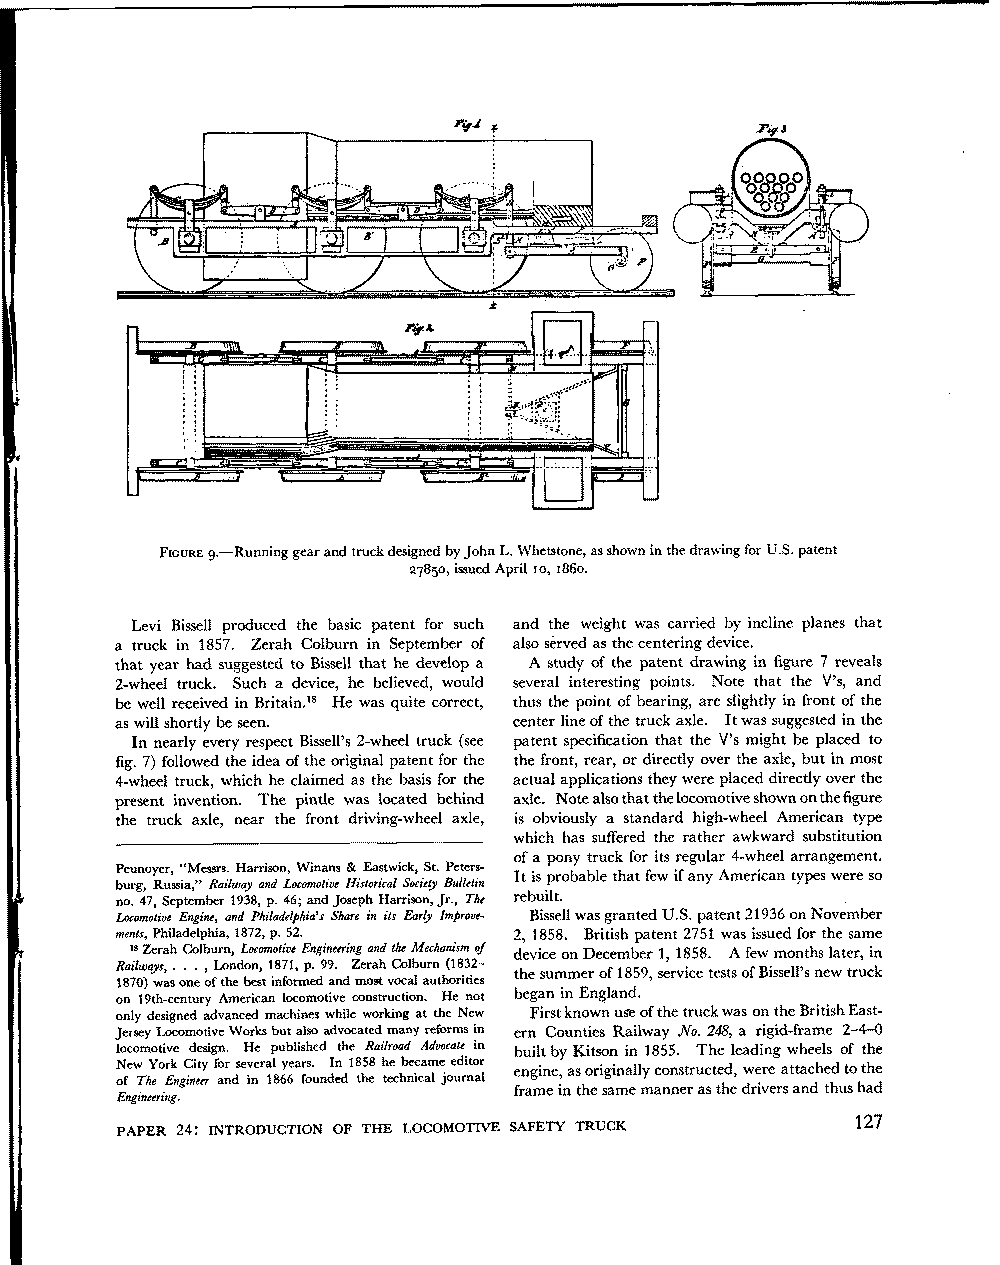 Fig.1
Fig.3
Fig.2
FIGURE 9.—Running gear and truck designed by John L. Whetstone, as shown in the drawing for U.S. patent
27850, issued April 10, 1860.
Levi Bissell produced the basic patent for such
a truck in 1857. Zerah Colburn in September of
that year had suggested to Bissell that he develop a
2-wheel truck. Such a device, he believed, would
be well received in Britain.18 He was quite correct,
as will shortly be seen.
In nearly every respect Bissell's 2-wheel truck (see
fig. 7) followed the idea of the original patent for the
4-wheel truck, which he claimed as the basis for the
present invention. The pintle was located behind
the truck axle, near the front driving-wheel axle,
Pennoyer, "Messrs. Harrison, Winans & Eastwick, St. Peters-
burg, Russia," Railway and Locomotive Historical Society Bulletin
no. 47, September 1938, p. 46; and Joseph Harrison, Jr., The
Locomotive Engine, and Philadelphia's Share in its Early Improve-
ments, Philadelphia, 1872, p. 52.
18 Zerah Colburn, Locomotive Engineering and the Mechanism of
Railways, . . . , London, 1871, p. 99. Zerah Colburn (1832-
1870) was one of the best informed and most vocal authorities
on 19th-century American locomotive construction. He not
only designed advanced machines while working at the New
Jersey Locomotive Works but also advocated many reforms in
locomotive design. He published the Railroad Advocate in
New York City for several years. In 1858 he became editor
of The Engineer and in 1866 founded the technical journal
Engineering.
and the weight was carried by incline planes that
also served as the centering device.
A study of the patent drawing in figure 7 reveals
several interesting points. Note that the V's, and
thus the point of bearing, are slightly in front of the
center line of the truck axle. It was suggested in the
patent specification that the V's might be placed to
the front, rear, or directly over the axle, but in most
actual applications they were placed directly over the
axle. Note also that the locomotive shown on the figure
is obviously a standard high-wheel American type
which has suffered the rather awkward substitution
of a pony truck for its regular 4-wheel arrangement.
It is probable that few if any American types were so
rebuilt.
Bissell was granted U.S. patent 21936 on November
2, 1858. British patent 2751 was issued for the same
device on December 1, 1858. A few months later, in
the summer of 1859, service tests of Bissell's new truck
began in England.
First known use of the truck was on the British East-
ern Counties Railway No. 248, a rigid-frame 2-4-0
built by Kitson in 1855. The leading wheels of the
engine, as originally constructed, were attached to the
frame in the same manner as the drivers and thus had
PAPER 24: INTRODUCTION OF THE LOCOMOTIVE SAFETY TRUCK
127